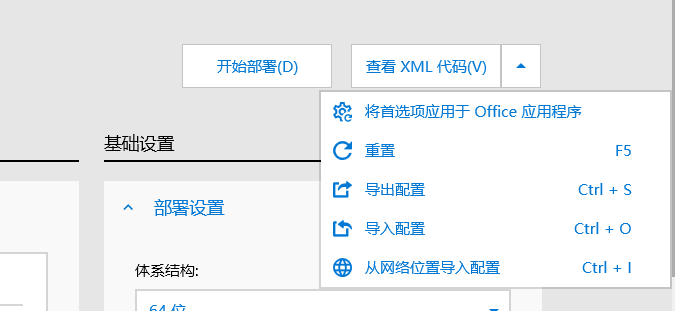 开始部署(D)
查看 XML 代码(V)
将首选项应用于 Office 应用程序
基础设置
重置 F5
导出配置 Ctrl + S
部署设置
导入配置 Ctrl + O
从网络位置导入配置 Ctrl + I
体系结构:
64 位